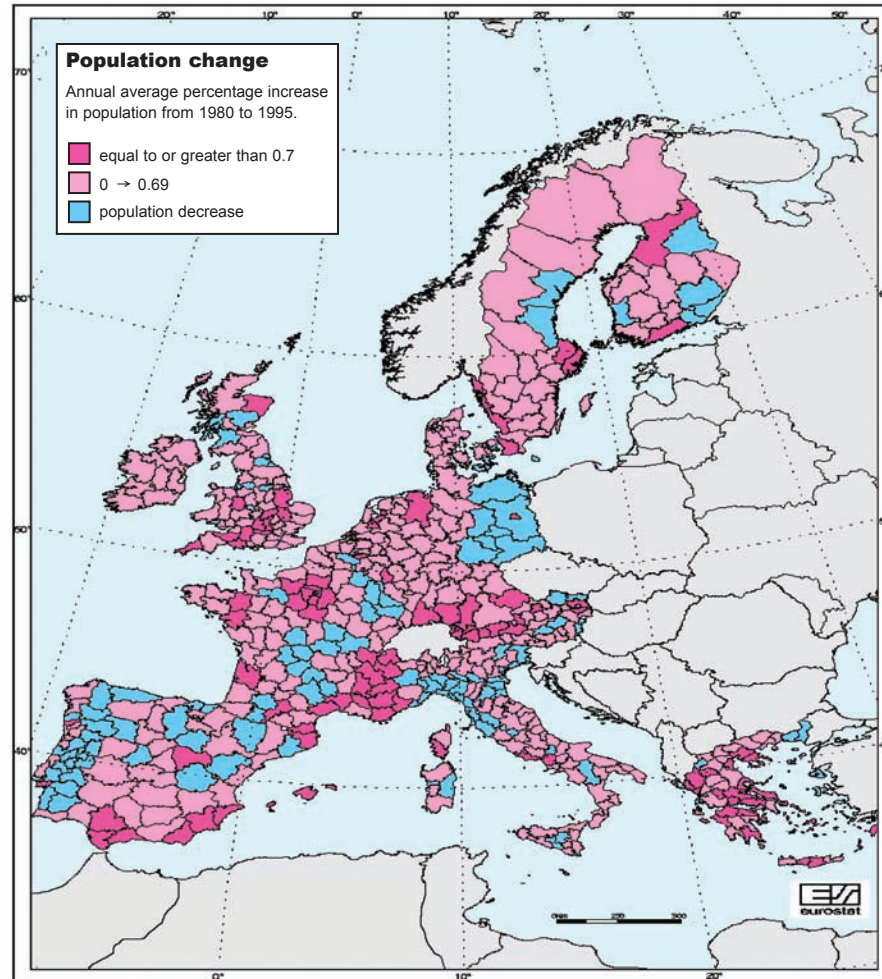 20° 10° 0° 10° 20° 30° 40° 50°
Population change
Annual average percentage increase
in population from 1980 to 1995.
equal to or greater than 0.7
0 → 0.69
population decrease
70°
60°
50°
40°
eurostat
0° 10° 20°